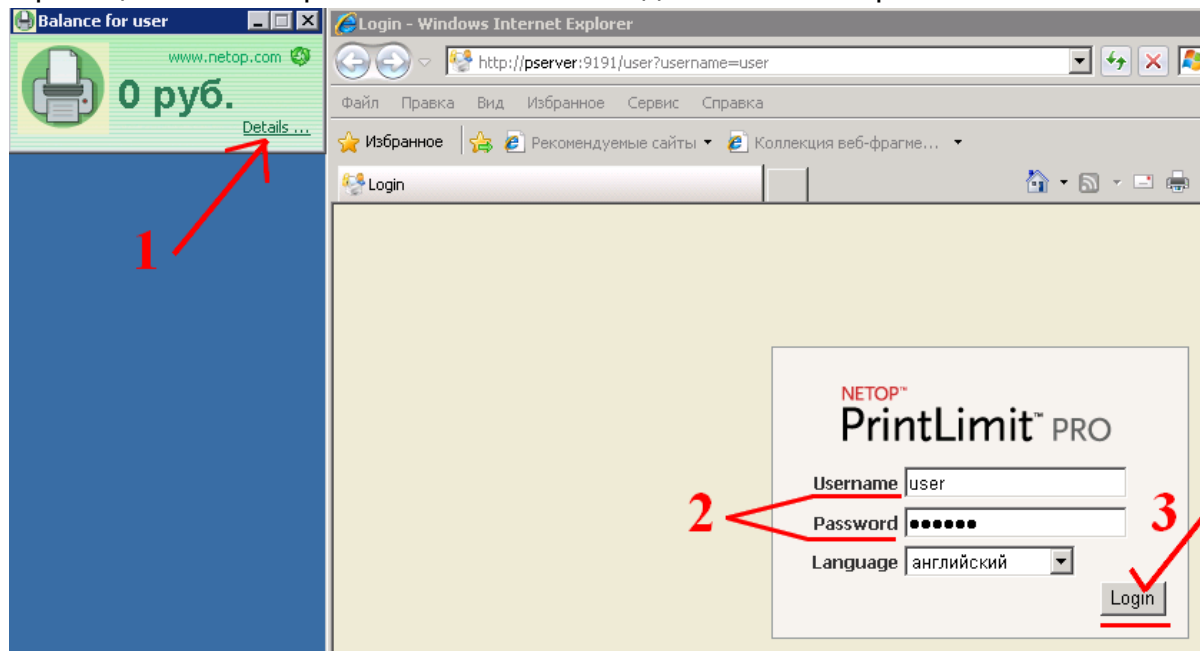 Balance for user
www.netop.com
0 руб.
Details ...
1
Login - Windows Internet Explorer
http://pserver:9191/user?username=user
Файл Правка Вид Избранное Сервис Справка
Избранное Рекомендуемые сайты Коллекция веб-фрагме...
Login
NETOP™
PrintLimit™ PRO
Username user
2
Password ●●●●●●
3
Language английский
Login